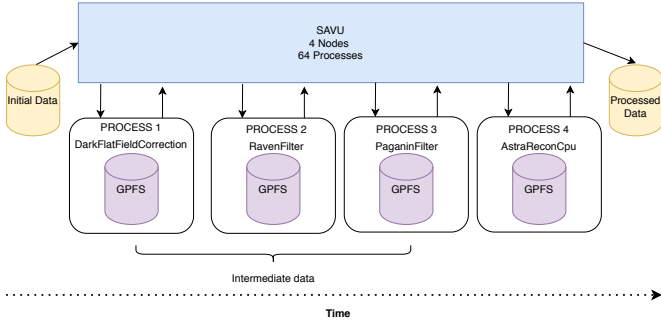 SAVU
4 Nodes
64 Processes
Initial Data
Processed
Data
PROCESS 1
DarkFlatFieldCorrection
GPFS
PROCESS 2
RavenFilter
GPFS
PROCESS 3
PaganinFilter
GPFS
PROCESS 4
AstraReconCpu
GPFS
Intermediate data
Time